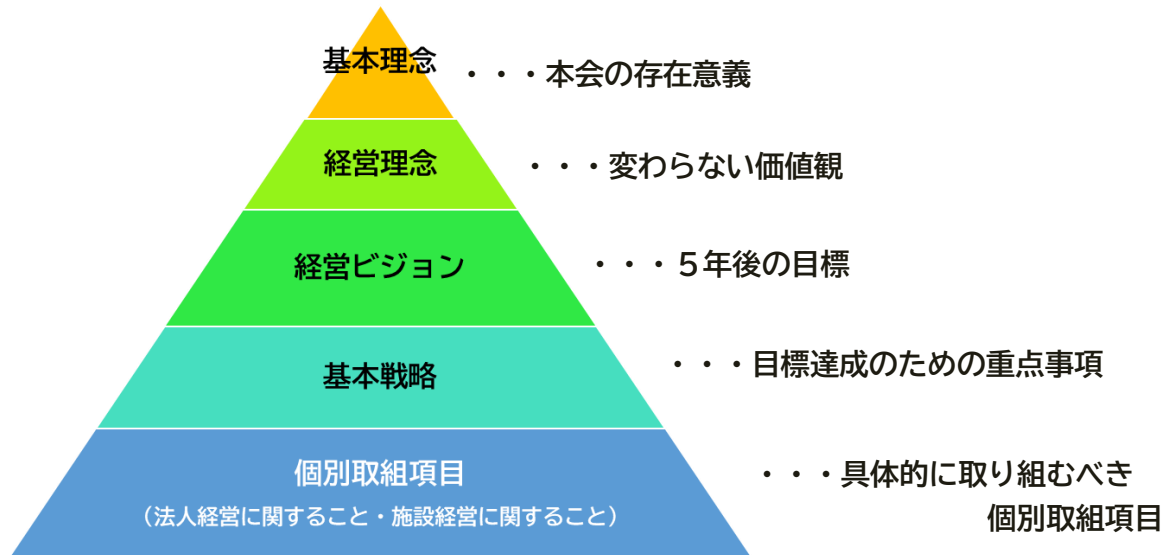 基本理念
・・・本会の存在意義
経営理念
・・・変わらない価値観
経営ビジョン
・・・５年後の目標
基本戦略
・・・目標達成のための重点事項
個別取組項目
（法人経営に関すること・施設経営に関すること）
・・・具体的に取り組むべき
個別取組項目